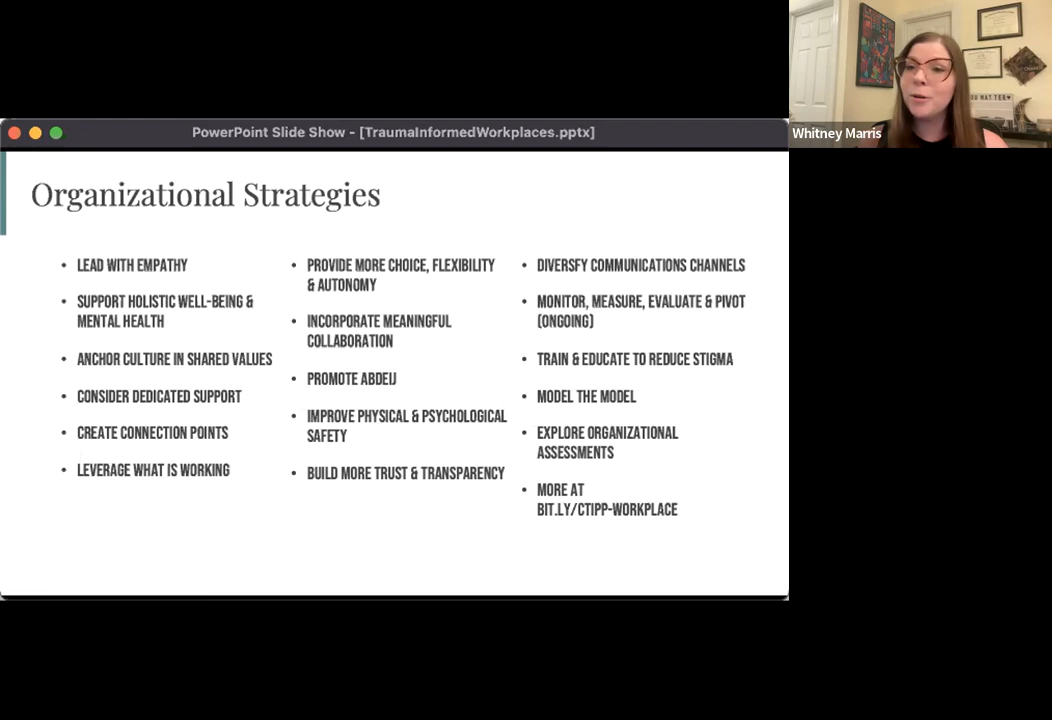 PowerPoint Slide Show - [TraumaInformedWorkplaces.pptx]
Whitney Marris
Organizational Strategies
• LEAD WITH EMPATHY
• SUPPORT HOLISTIC WELL-BEING &
MENTAL HEALTH
• ANCHOR CULTURE IN SHARED VALUES
• CONSIDER DEDICATED SUPPORT
• CREATE CONNECTION POINTS
• LEVERAGE WHAT IS WORKING
• PROVIDE MORE CHOICE, FLEXIBILITY
& AUTONOMY
• INCORPORATE MEANINGFUL
COLLABORATION
• PROMOTE ABDEIJ
• IMPROVE PHYSICAL & PSYCHOLOGICAL
SAFETY
• BUILD MORE TRUST & TRANSPARENCY
• DIVERSFY COMMUNICATIONS CHANNELS
• MONITOR, MEASURE, EVALUATE & PIVOT
(ONGOING)
• TRAIN & EDUCATE TO REDUCE STIGMA
• MODEL THE MODEL
• EXPLORE ORGANIZATIONAL
ASSESSMENTS
• MORE AT
BIT.LY/CTIPP-WORKPLACE